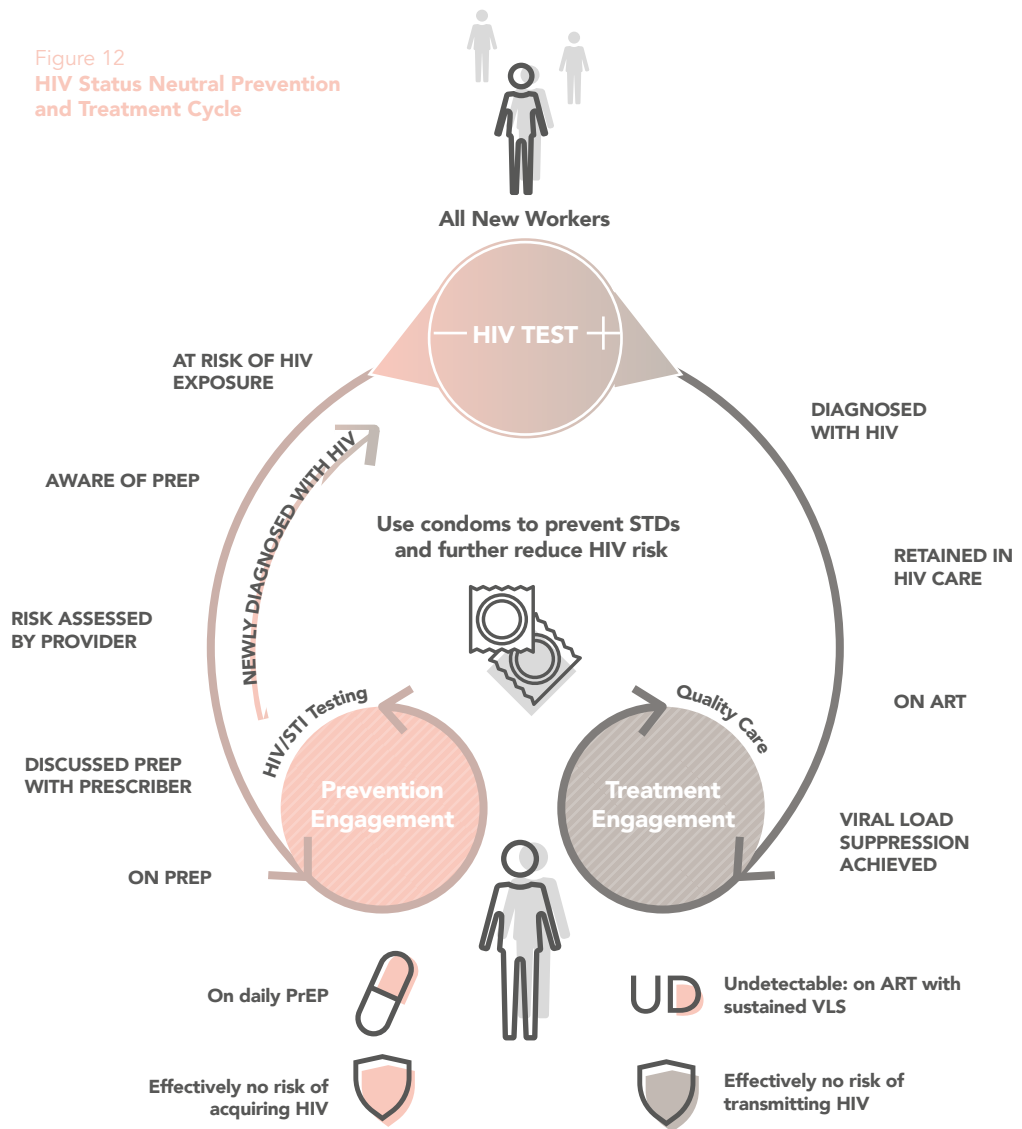 Figure 12
HIV Status Neutral Prevention
and Treatment Cycle
All New Workers
HIV TEST
AT RISK OF HIV
EXPOSURE
AWARE OF PREP
RISK ASSESSED
BY PROVIDER
DISCUSSED PREP
WITH PRESCRIBER
ON PREP
NEWLY DIAGNOSED WITH HIV
Use condoms to prevent STDs
and further reduce HIV risk
DIAGNOSED
WITH HIV
RETAINED IN
HIV CARE
ON ART
VIRAL LOAD
SUPPRESSION
ACHIEVED
HIV/STI Testing
Prevention
Engagement
Quality Care
Treatment
Engagement
On daily PrEP
Effectively no risk of
acquiring HIV
UD
Undetectable: on ART with
sustained VLS
Effectively no risk of
transmitting HIV